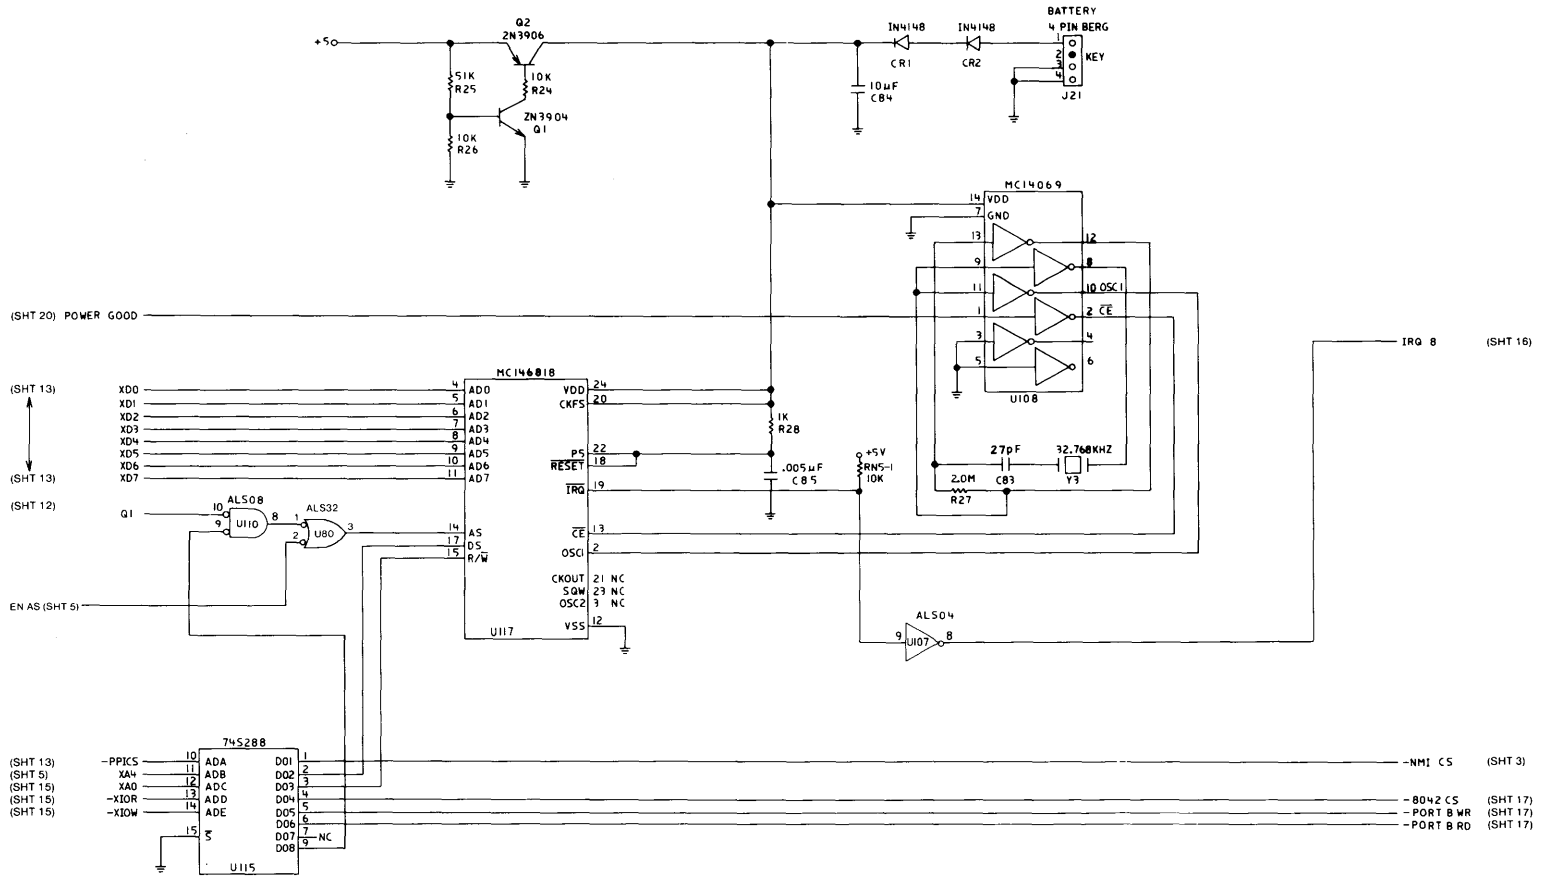 BATTERY
4 PIN BERG
Q2
2N3906
IN4148
IN4148
+5
1
2
3
4
KEY
CR1
CR2
J21
51K
R25
10K
R24
10µF
C84
ZN3904
Q1
10K
R26
MC14069
14 VDD
7 GND
13
12
9
8
11
10 OSC1
(SHT 20) POWER GOOD
1
2 CE
3
4
5
6
U108
IRQ 8 (SHT 16)
MC146818
(SHT 13) XD0 4 AD0 VDD 24
XD1 5 AD1 CKFS 20
XD2 6 AD2
XD3 7 AD3
XD4 8 AD4
XD5 9 AD5 PS 22
XD6 10 AD6 RESET 18
(SHT 13) XD7 11 AD7
1K
R28
.005µF
C85
IRQ 19
+5V
RN5-1
10K
27pF
C83
32.768KHZ
Y3
2.0M
R27
(SHT 12)
Q1
ALS08
10
9
U110
8
ALS32
1
2
U80
3
14 AS
17 DS
15 R/W
CE 13
OSC1 2
CKOUT 21 NC
SQW 23 NC
OSC2 3 NC
VSS 12
U117
EN AS (SHT 5)
ALS04
9 U107 8
74S288
(SHT 13) -PPICS 10 ADA DO1 1
(SHT 5) XA4 11 ADB DO2 2
(SHT 15) XA0 12 ADC DO3 3
(SHT 15) -XIOR 13 ADD DO4 4
(SHT 15) -XIOW 14 ADE DO5 5
DO6 6
15 S DO7 7 NC
DO8 9
U115
-NMI CS (SHT 3)
-8042 CS (SHT 17)
-PORT B WR (SHT 17)
-PORT B RD (SHT 17)